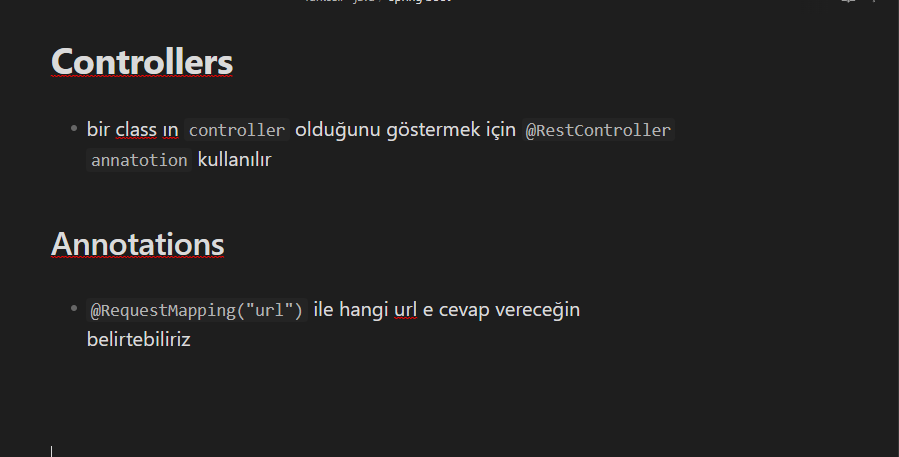 Controllers
bir class ın controller olduğunu göstermek için @RestController
annatotion kullanılır
Annotations
@RequestMapping("url") ile hangi url e cevap vereceğin
belirtebiliriz